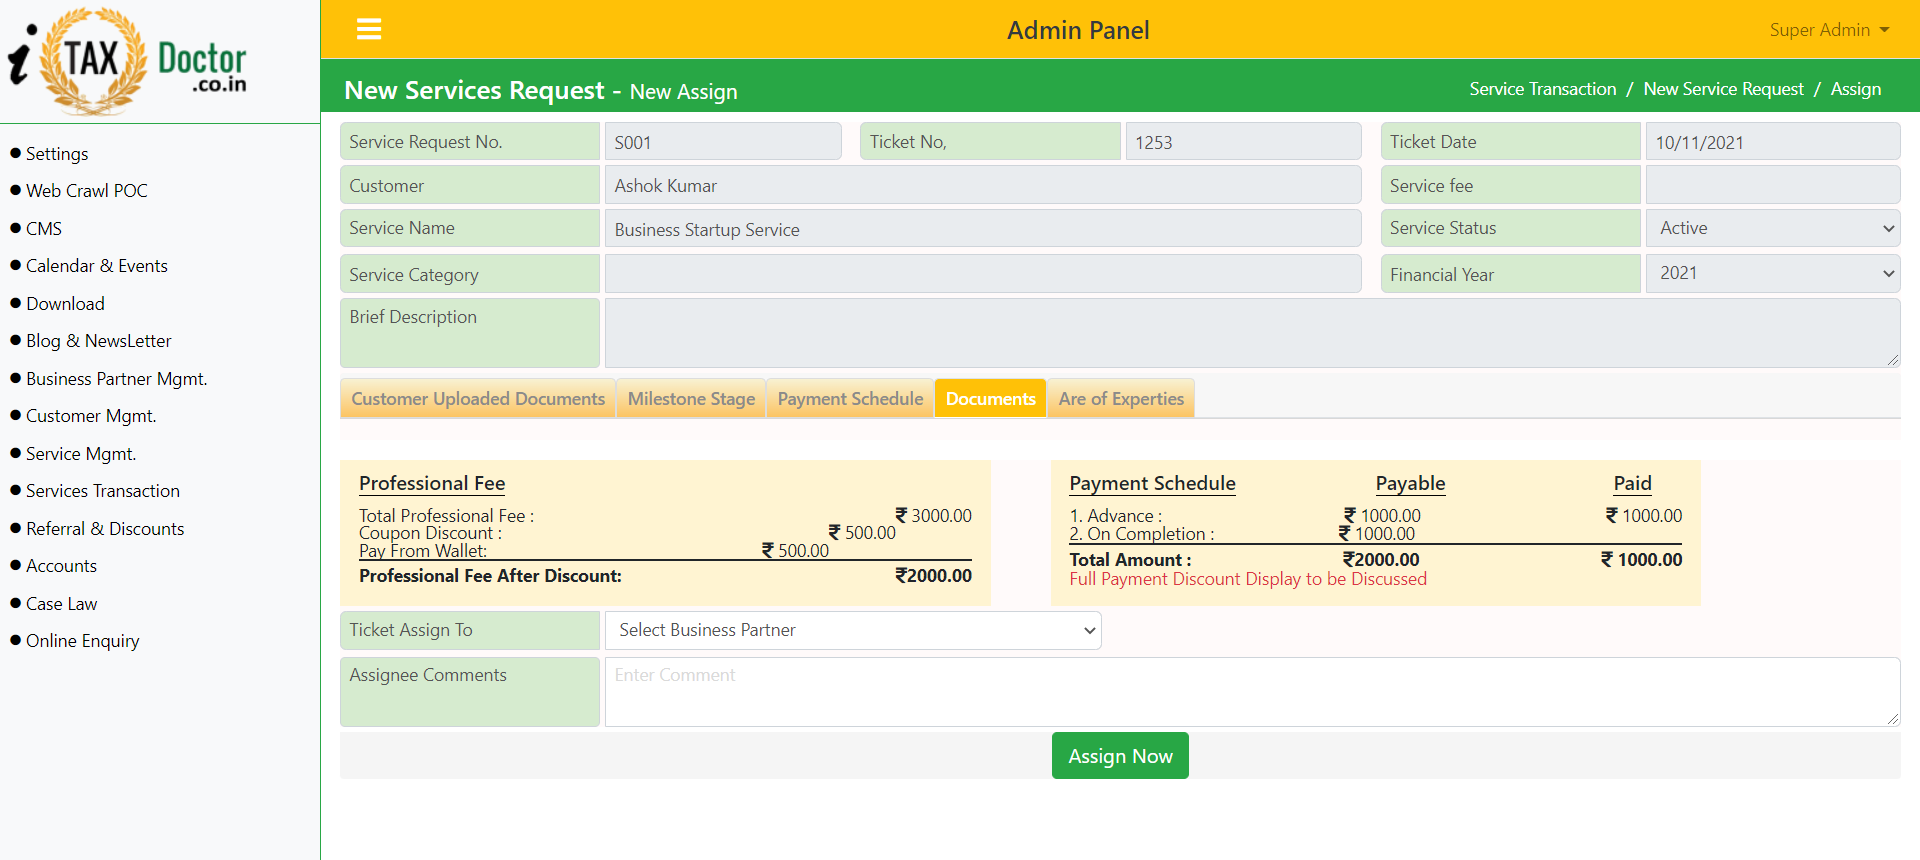 i TAX Doctor .co.in
Admin Panel
Super Admin
New Services Request - New Assign
Service Transaction / New Service Request / Assign
Settings
Web Crawl POC
CMS
Calendar & Events
Download
Blog & NewsLetter
Business Partner Mgmt.
Customer Mgmt.
Service Mgmt.
Services Transaction
Referral & Discounts
Accounts
Case Law
Online Enquiry
Service Request No. S001 Ticket No, 1253 Ticket Date 10/11/2021
Customer Ashok Kumar Service fee
Service Name Business Startup Service Service Status Active
Service Category Financial Year 2021
Brief Description
Customer Uploaded Documents Milestone Stage Payment Schedule Documents Are of Experties
Professional Fee
Total Professional Fee : ₹ 3000.00
Coupon Discount : ₹ 500.00
Pay From Wallet: ₹ 500.00
Professional Fee After Discount: ₹2000.00
Payment Schedule Payable Paid
1. Advance : ₹ 1000.00 ₹ 1000.00
2. On Completion : ₹ 1000.00
Total Amount : ₹2000.00 ₹ 1000.00
Full Payment Discount Display to be Discussed
Ticket Assign To Select Business Partner
Assignee Comments Enter Comment
Assign Now